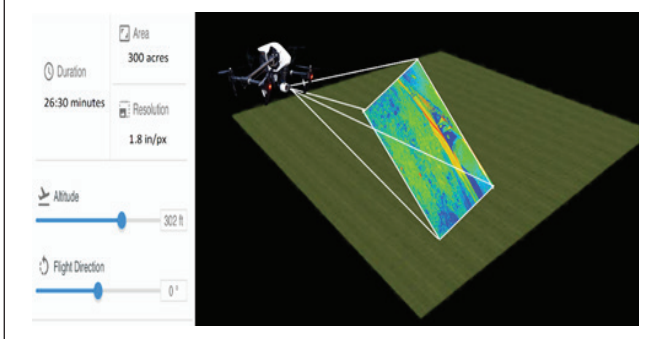 Area
300 acres
Duration
26:30 minutes
Resolution
1.8 in/px
Altitude
302 ft
Flight Direction
0 °